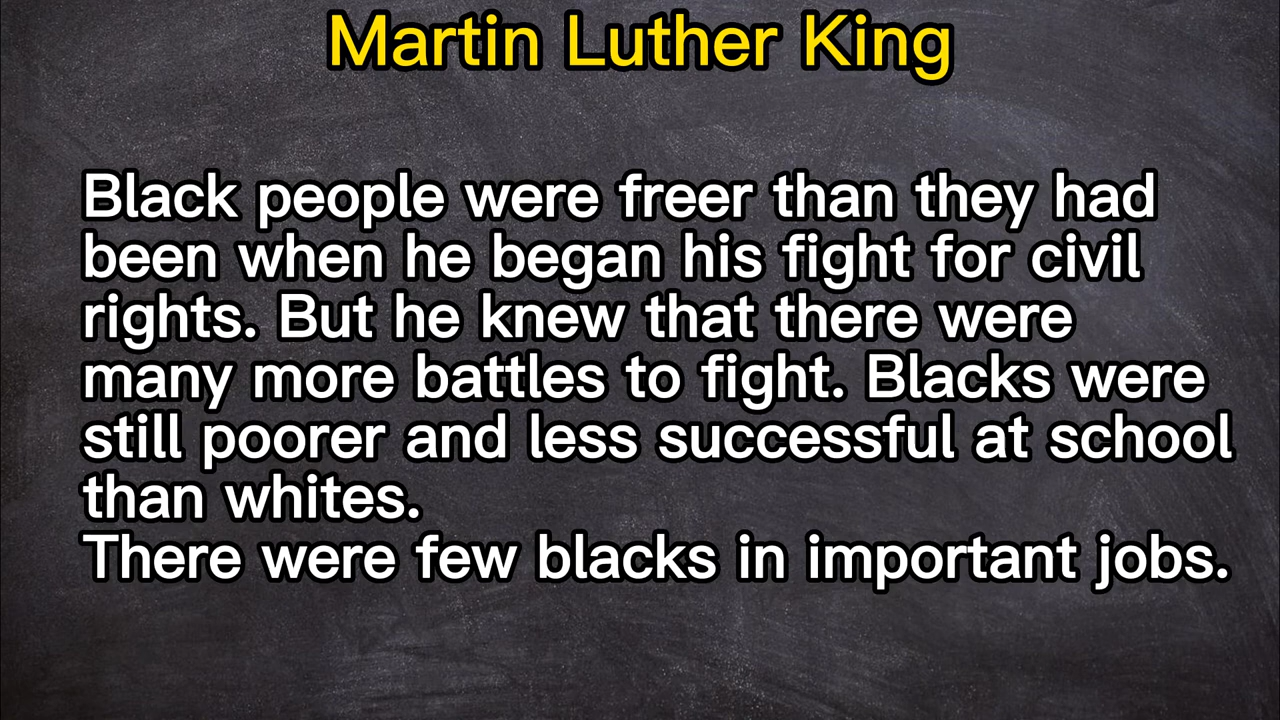 Martin Luther King
Black people were freer than they had
been when he began his fight for civil
rights. But he knew that there were
many more battles to fight. Blacks were
still poorer and less successful at school
than whites.
There were few blacks in important jobs.